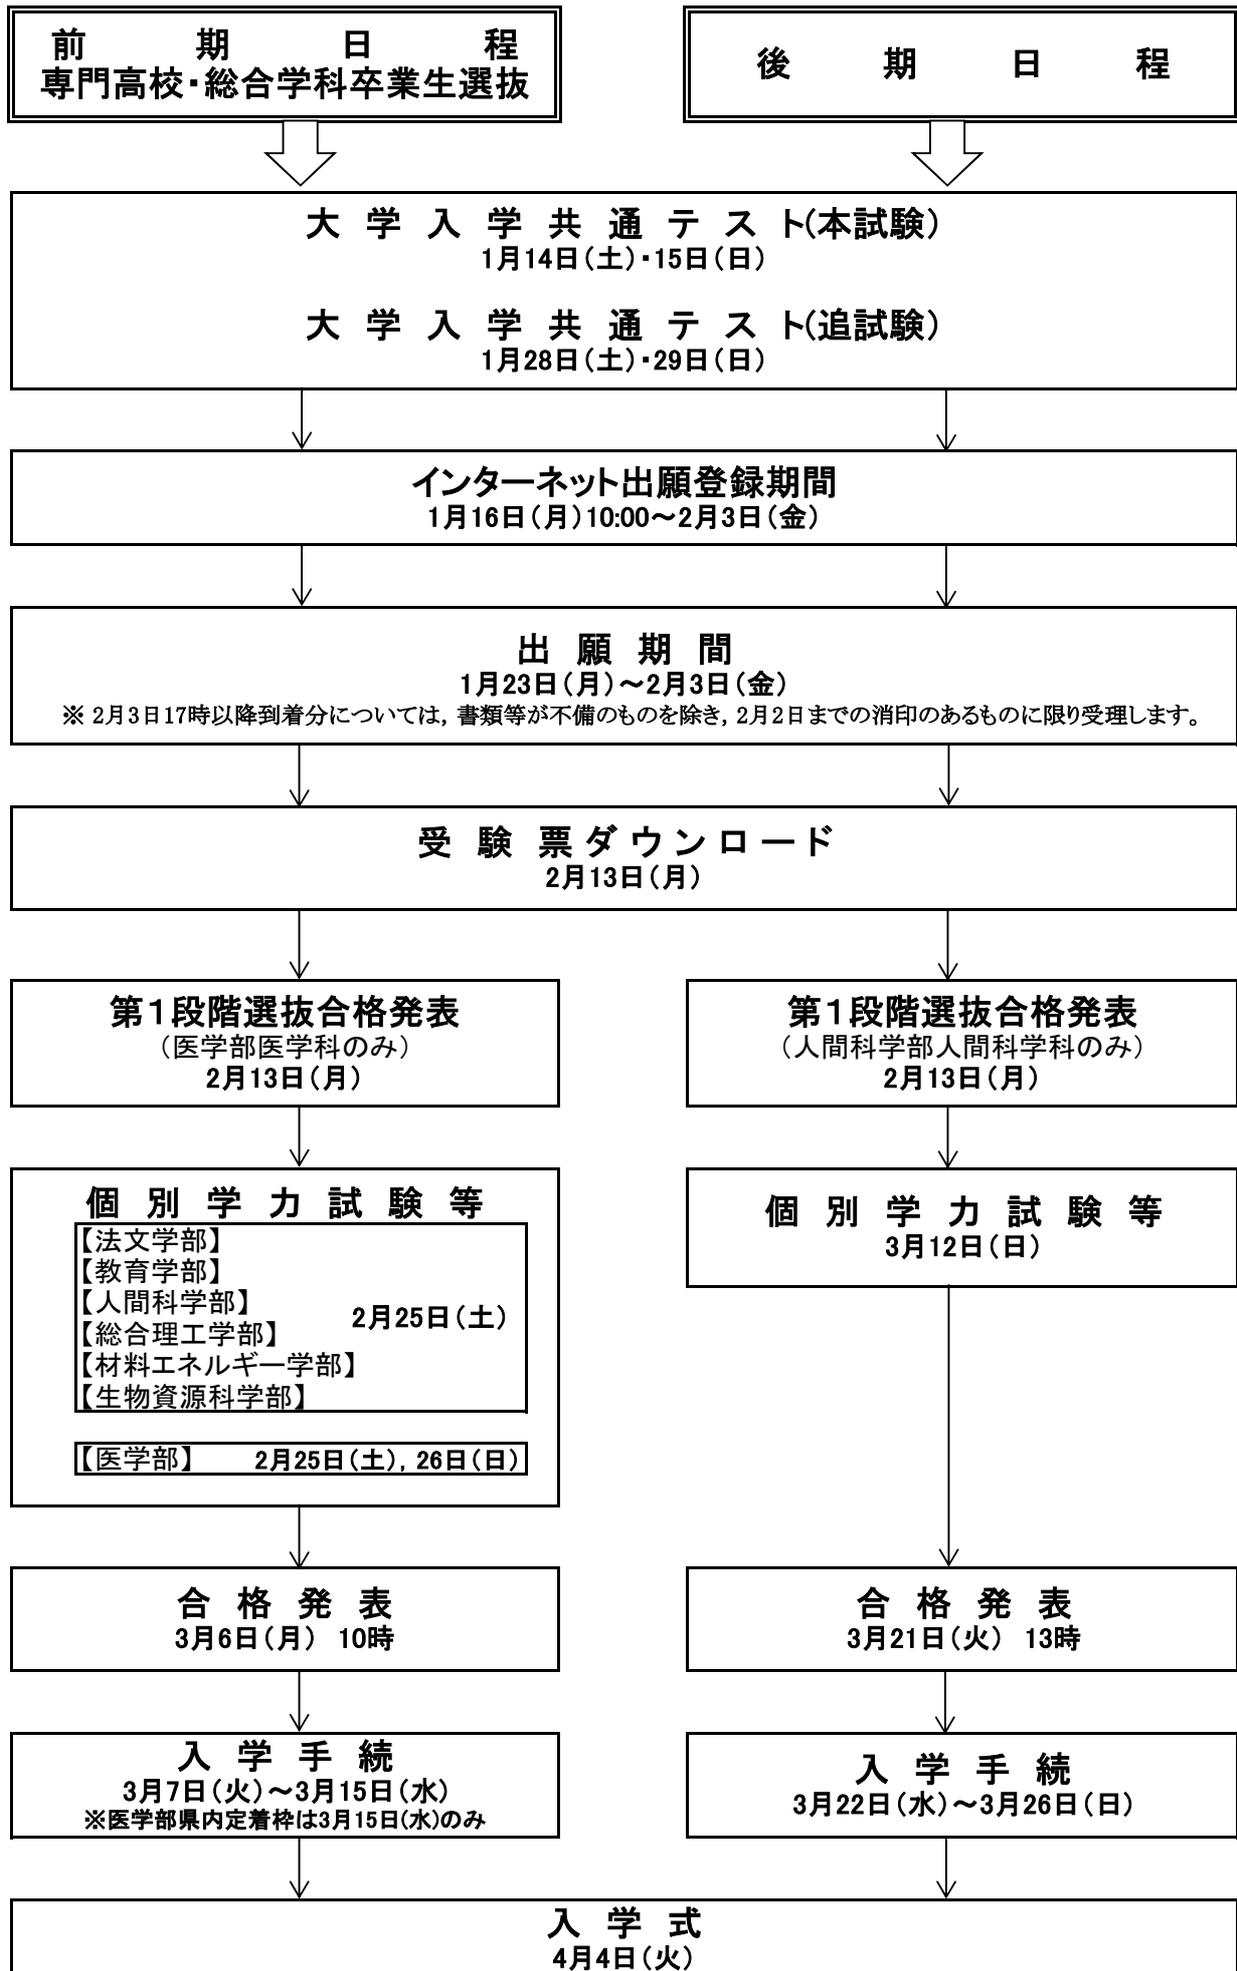 前期日程
専門高校・総合学科卒業生選抜
後期日程
大学入学共通テスト(本試験)
1月14日(土)・15日(日)
大学入学共通テスト(追試験)
1月28日(土)・29日(日)
インターネット出願登録期間
1月16日(月)10:00～2月3日(金)
出願期間
1月23日(月)～2月3日(金)
※ 2月3日17時以降到着分については, 書類等が不備のものを除き, 2月2日までの消印のあるものに限り受理します。
受験票ダウンロード
2月13日(月)
第1段階選抜合格発表
(医学部医学科のみ)
2月13日(月)
第1段階選抜合格発表
(人間科学部人間科学科のみ)
2月13日(月)
個別学力試験等
【法文学部】
【教育学部】
【人間科学部】
2月25日(土)
【総合理工学部】
【材料エネルギー学部】
【生物資源科学部】
【医学部】 2月25日(土), 26日(日)
個別学力試験等
3月12日(日)
合格発表
3月6日(月) 10時
合格発表
3月21日(火) 13時
入学手続
3月7日(火)～3月15日(水)
※医学部県内定着枠は3月15日(水)のみ
入学手続
3月22日(水)～3月26日(日)
入学式
4月4日(火)